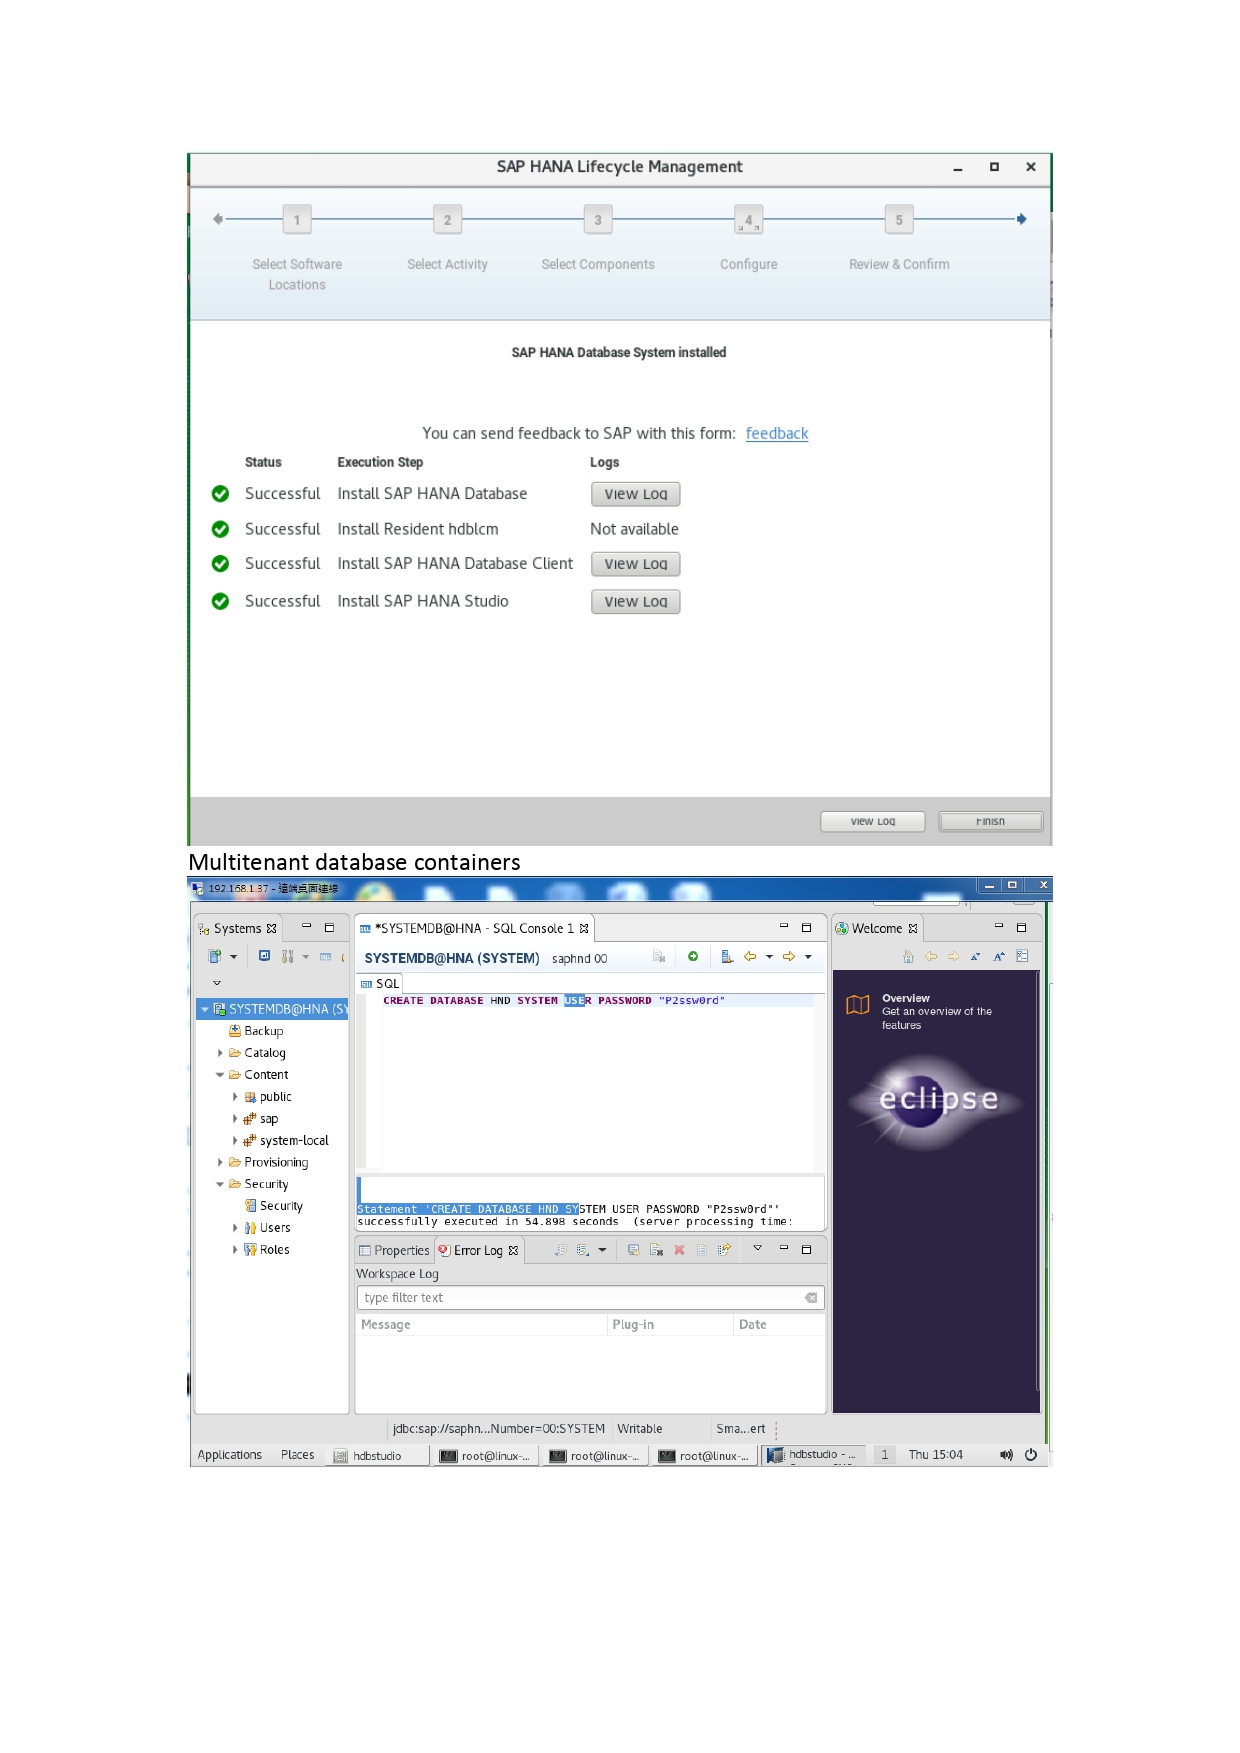 SAP HANA Lifecycle Management
1
2
3
4
5
Select Software
Locations
Select Activity
Select Components
Configure
Review & Confirm
SAP HANA Database System installed
You can send feedback to SAP with this form: feedback
Status Execution Step Logs
Successful Install SAP HANA Database View Log
Successful Install Resident hdblcm Not available
Successful Install SAP HANA Database Client View Log
Successful Install SAP HANA Studio View Log
View Log Finish
Multitenant database containers
192.168.1.37 - 遠端桌面連線
Systems
*SYSTEMDB@HNA - SQL Console 1
Welcome
SYSTEMDB@HNA (SYSTEM) saphnd 00
SQL
CREATE DATABASE HND SYSTEM USER PASSWORD "P2ssw0rd"
SYSTEMDB@HNA (SY
Backup
Catalog
Content
public
sap
system-local
Provisioning
Security
Security
Users
Roles
Overview
Get an overview of the
features
eclipse
Statement 'CREATE DATABASE HND SYSTEM USER PASSWORD "P2ssw0rd"'
successfully executed in 54.898 seconds (server processing time:
Properties Error Log
Workspace Log
type filter text
Message Plug-in Date
jdbc:sap://saphn...Number=00:SYSTEM Writable Sma...ert
Applications Places hdbstudio root@linux-... root@linux-... root@linux-... hdbstudio - ... 1 Thu 15:04